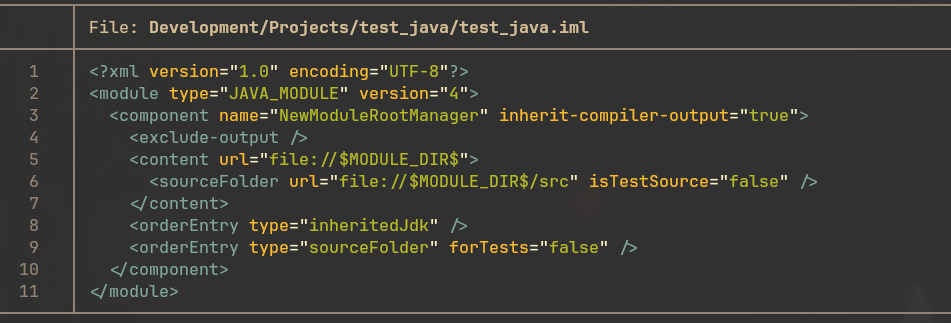 File: Development/Projects/test_java/test_java.iml
1 <?xml version="1.0" encoding="UTF-8"?>
2 <module type="JAVA_MODULE" version="4">
3   <component name="NewModuleRootManager" inherit-compiler-output="true">
4     <exclude-output />
5     <content url="file://$MODULE_DIR$">
6       <sourceFolder url="file://$MODULE_DIR$/src" isTestSource="false" />
7     </content>
8     <orderEntry type="inheritedJdk" />
9     <orderEntry type="sourceFolder" forTests="false" />
10   </component>
11 </module>